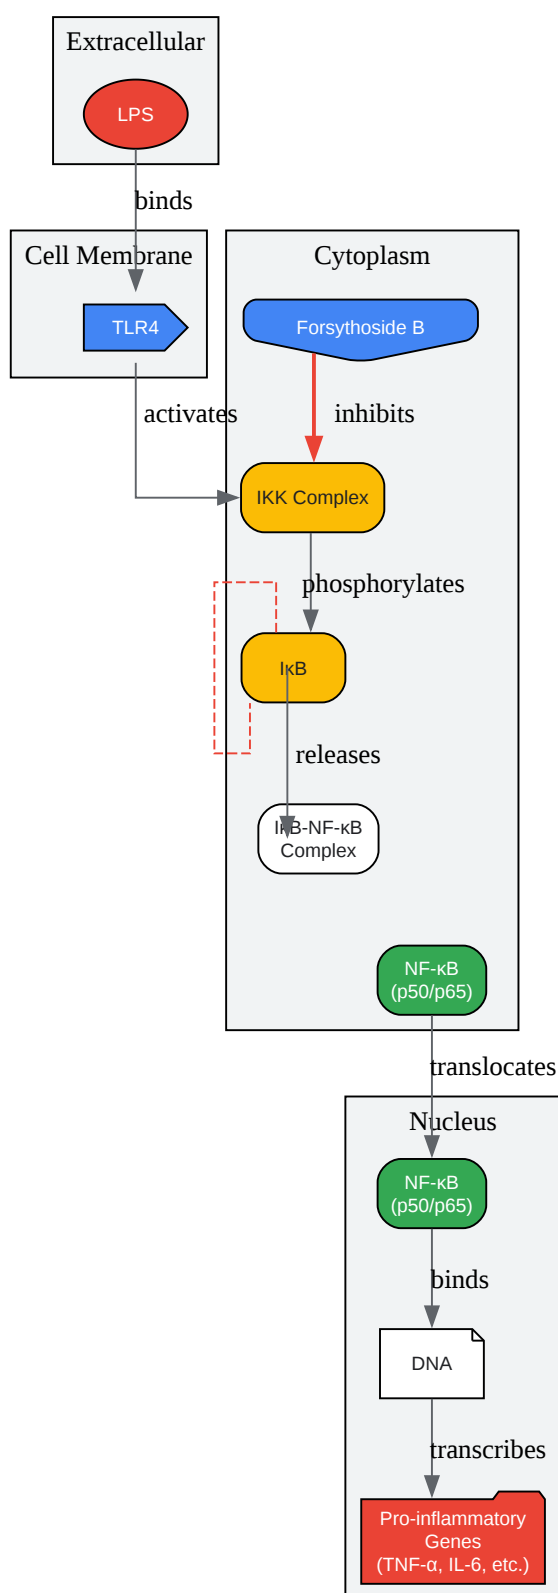 Extracellular
LPS
binds
Cell Membrane
Cytoplasm
TLR4
Forsythoside B
activates
inhibits
IKK Complex
phosphorylates
IκB
releases
IκB-NF-κB
Complex
NF-κB
(p50/p65)
translocates
Nucleus
NF-κB
(p50/p65)
binds
DNA
transcribes
Pro-inflammatory
Genes
(TNF-α, IL-6, etc.)